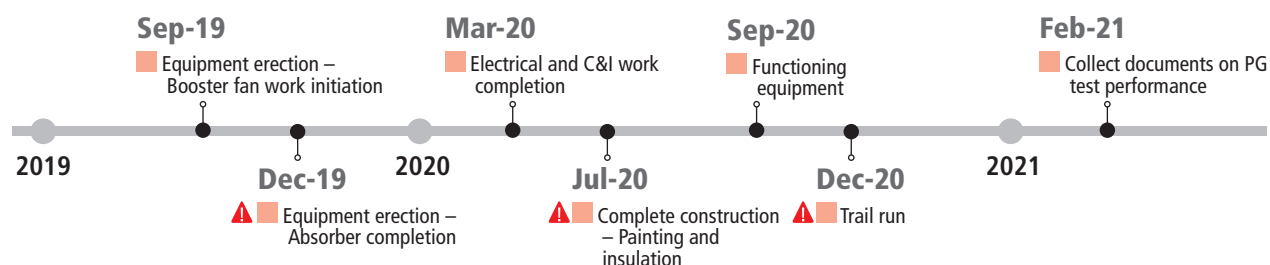 Sep-19
Equipment erection –
Booster fan work initiation
Mar-20
Electrical and C&I work
completion
Sep-20
Functioning
equipment
Feb-21
Collect documents on PG
test performance
2019
2020
2021
Dec-19
Equipment erection –
Absorber completion
Jul-20
Complete construction
– Painting and
insulation
Dec-20
Trail run